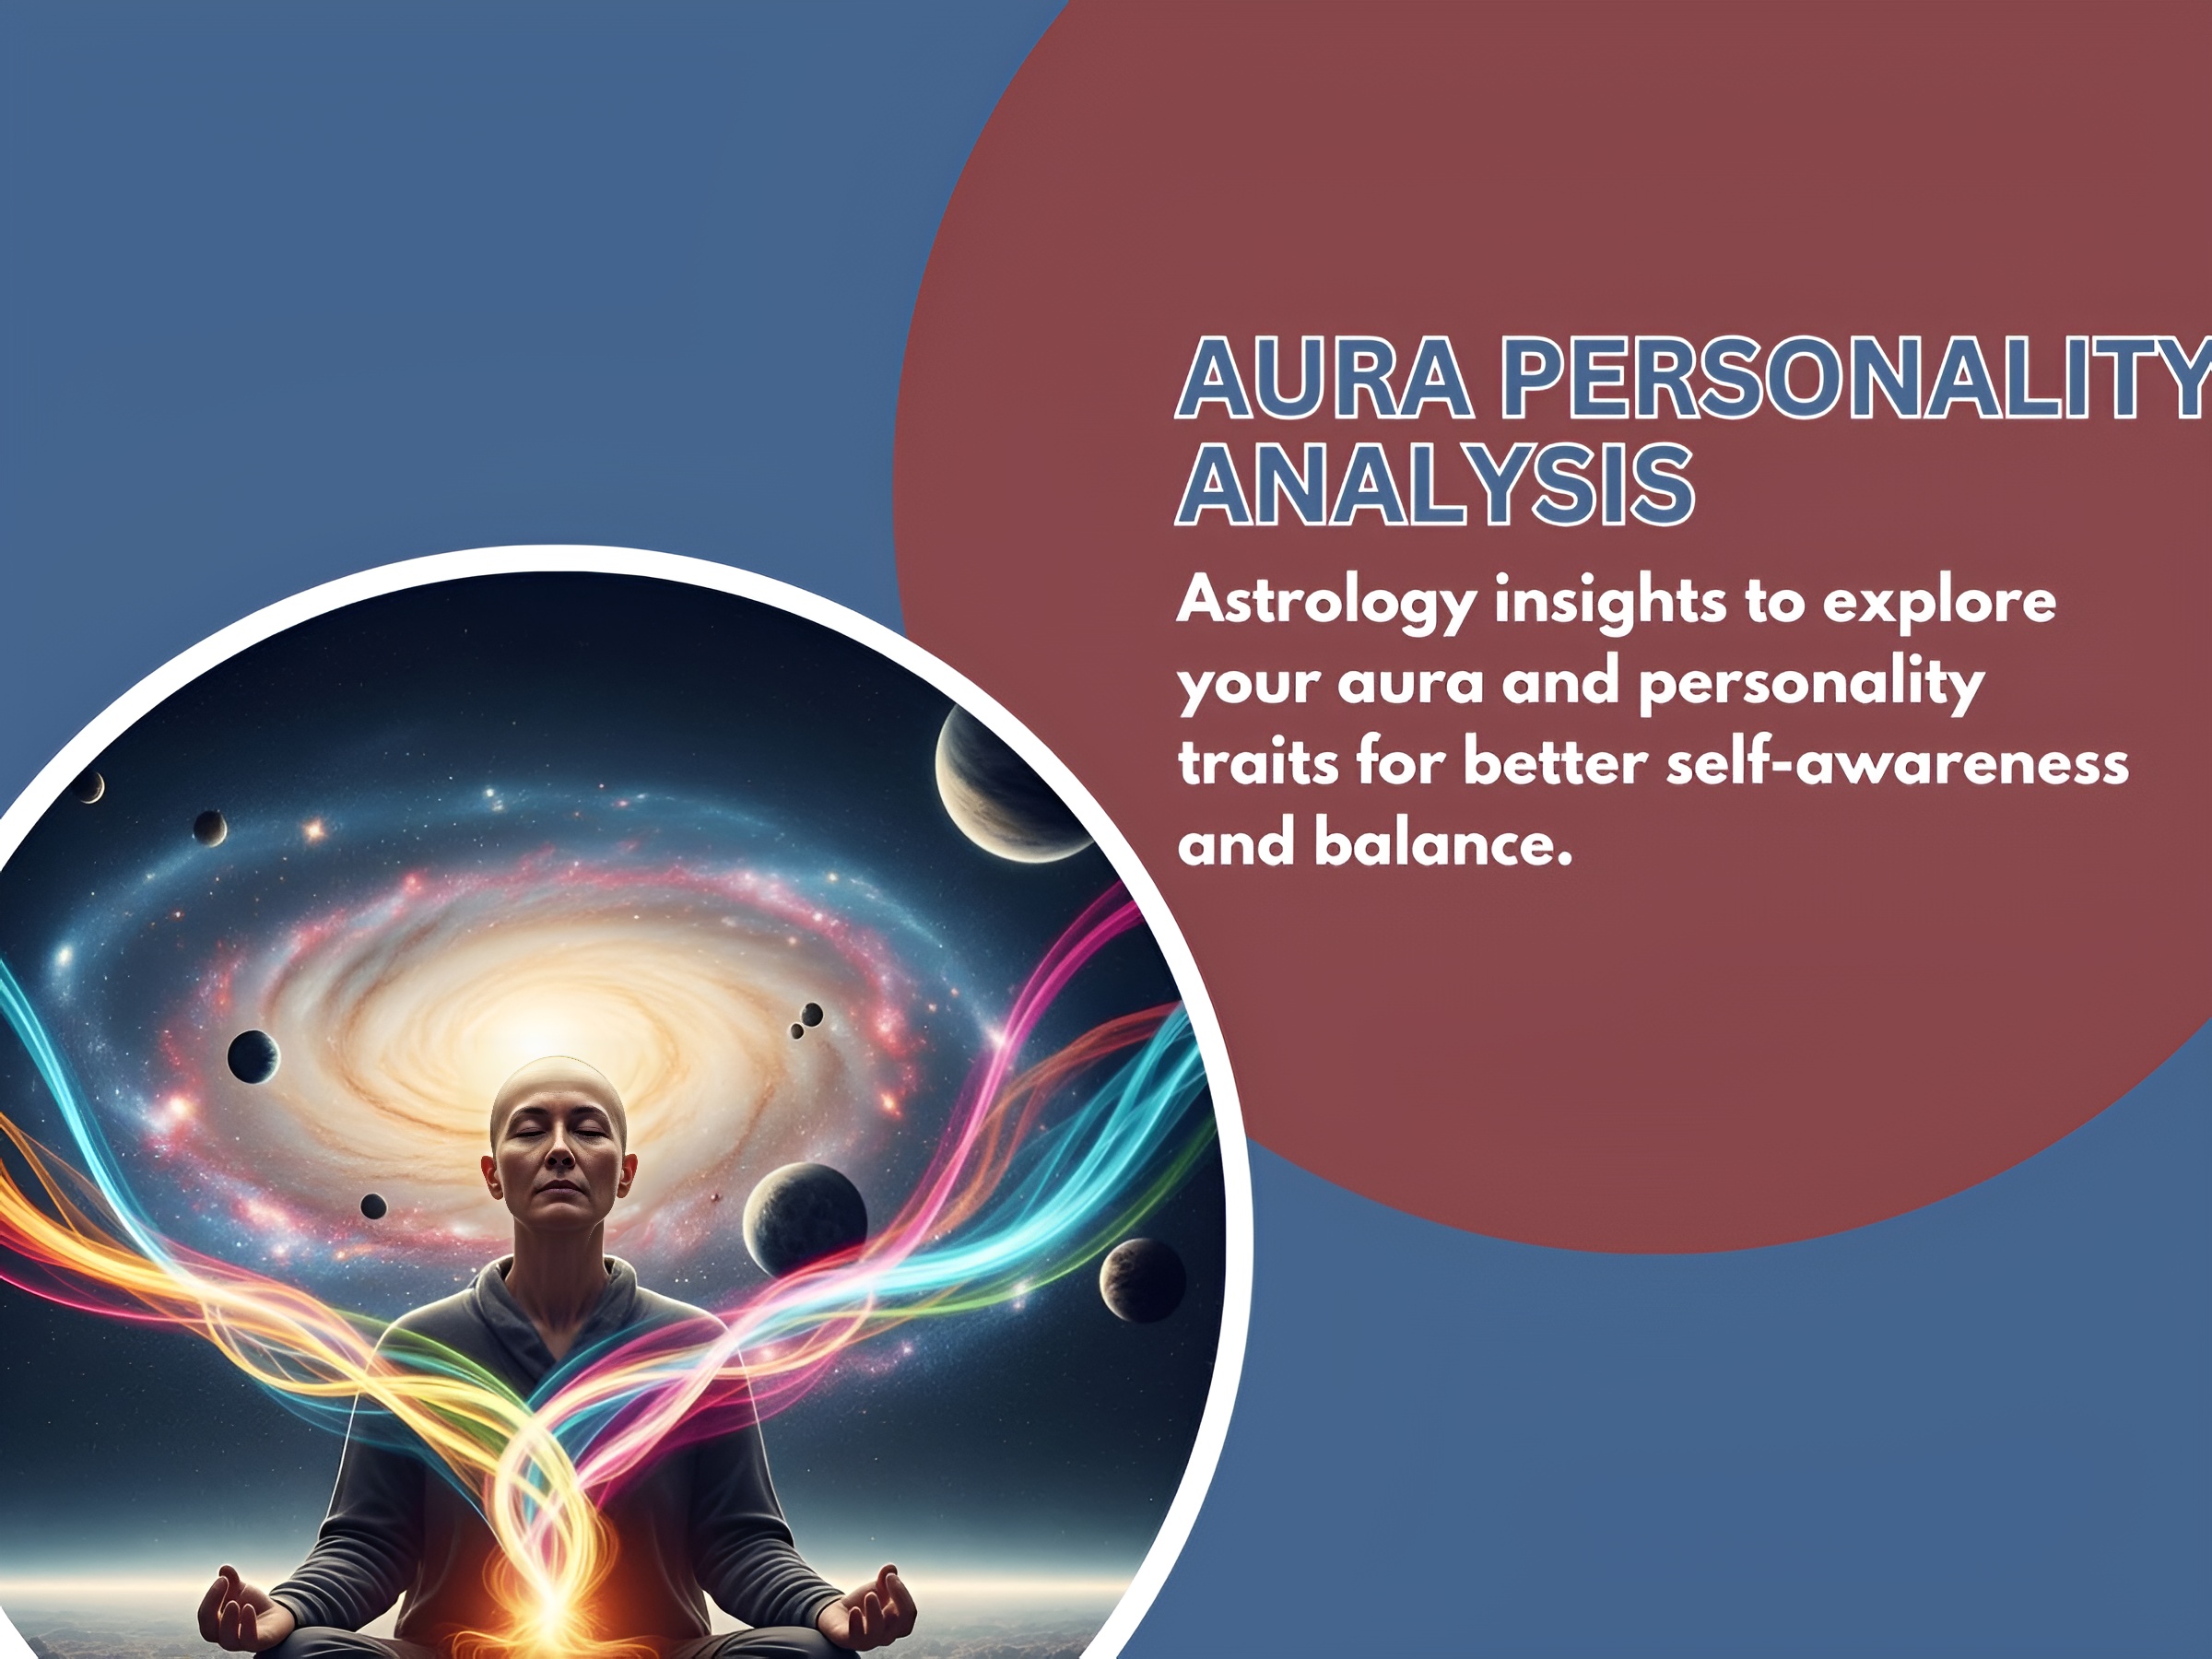 AURA PERSONALITY
ANALYSIS
Astrology insights to explore
your aura and personality
traits for better self-awareness
and balance.